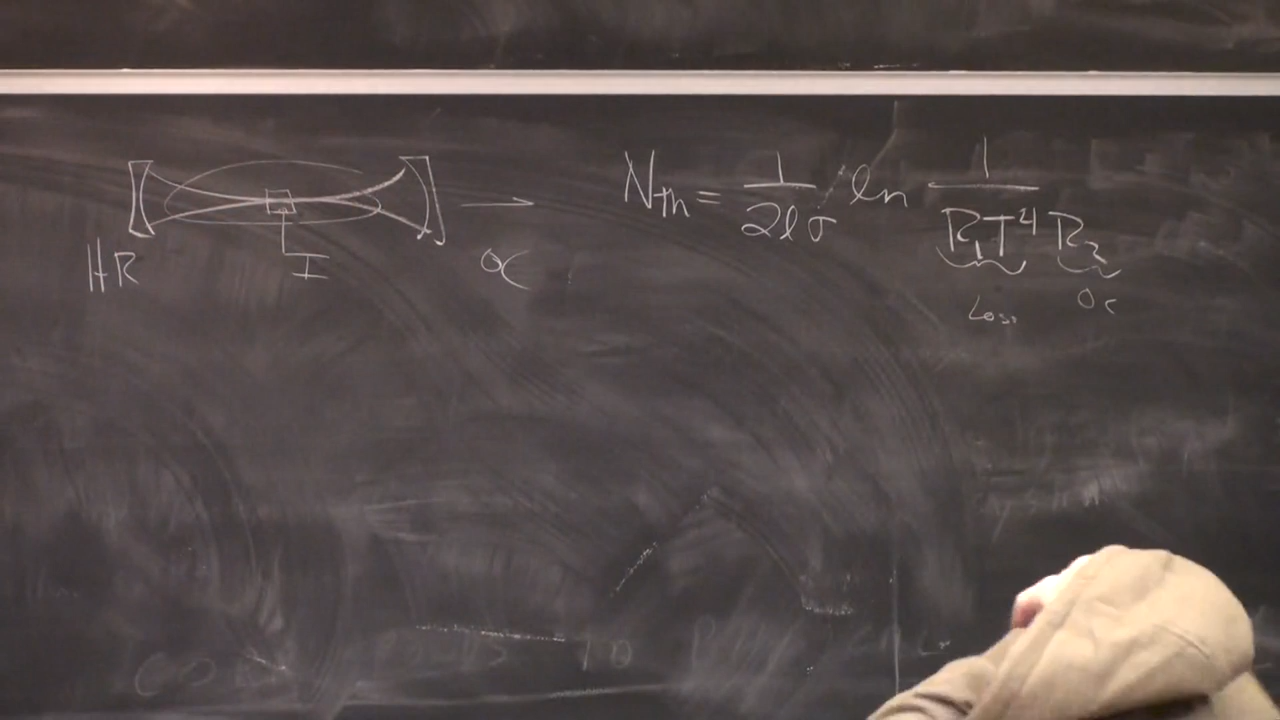 HR I OC
N_th = 1/(2ℓσ) ln 1/(R₁T⁴R₂)
Loss OC